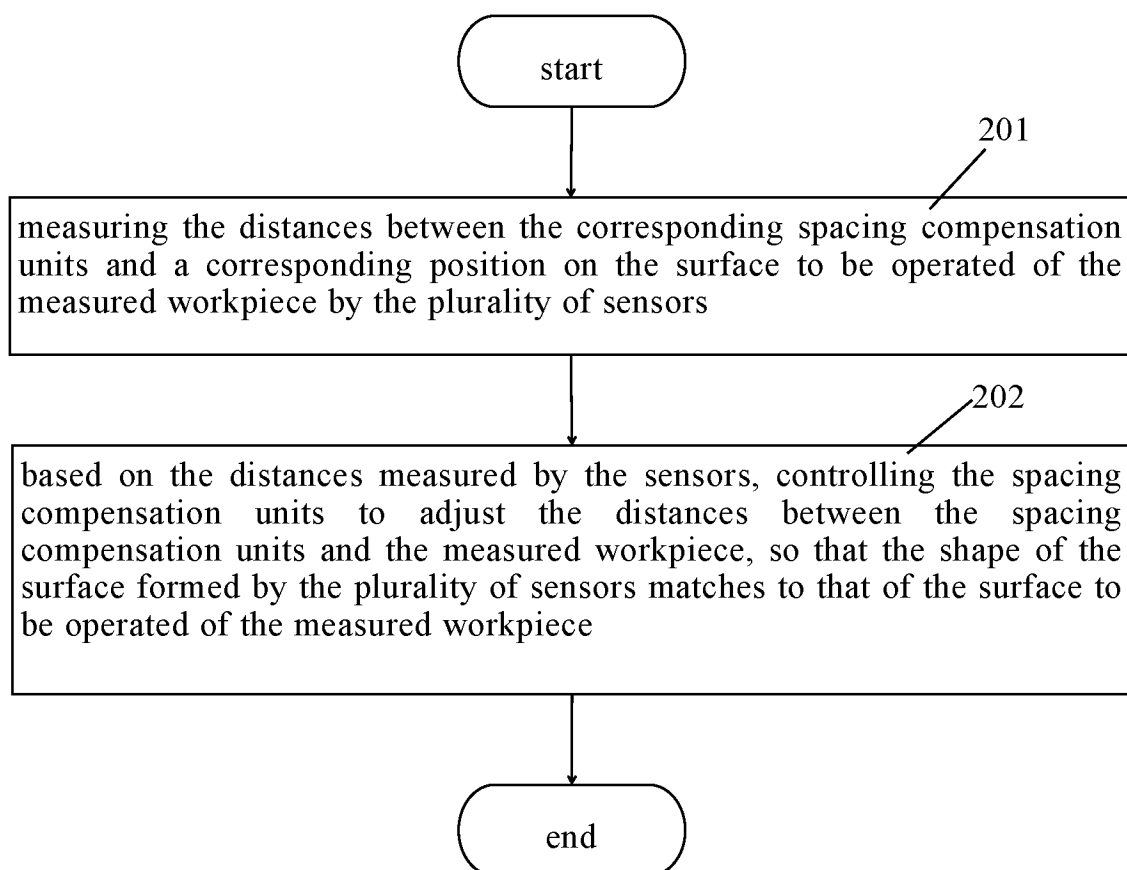 start
201
measuring the distances between the corresponding spacing compensation
units and a corresponding position on the surface to be operated of the
measured workpiece by the plurality of sensors
202
based on the distances measured by the sensors, controlling the spacing
compensation units to adjust the distances between the spacing
compensation units and the measured workpiece, so that the shape of the
surface formed by the plurality of sensors matches to that of the surface to
be operated of the measured workpiece
end